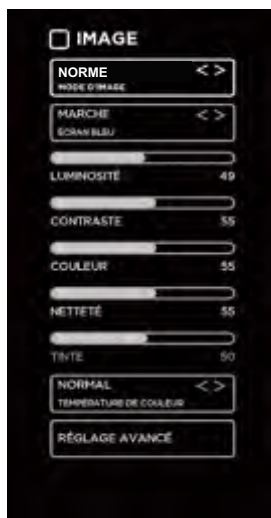 IMAGE
NORME < >
MODE D'IMAGE
MARCHE < >
ÉCRAN BLEU
LUMINOSITÉ 49
CONTRASTE 55
COULEUR 55
NETTETÉ 55
TINTE 50
NORMAL < >
TEMPÉRATURE DE COULEUR
RÉGLAGE AVANCÉ